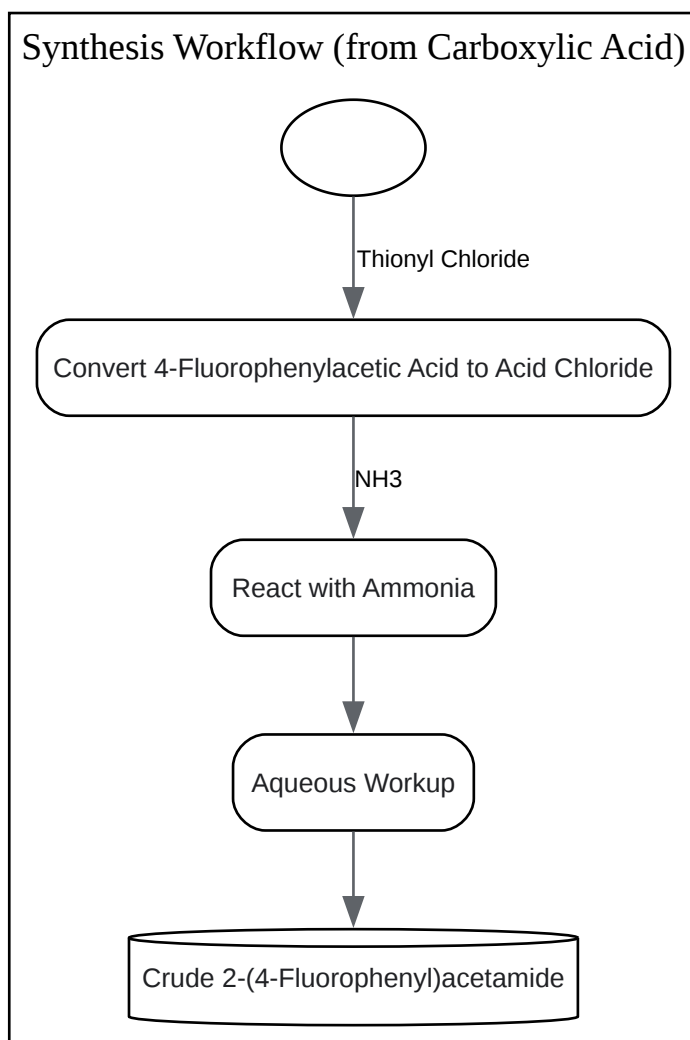 Synthesis Workflow (from Carboxylic Acid)
Thionyl Chloride
Convert 4-Fluorophenylacetic Acid to Acid Chloride
NH3
React with Ammonia
Aqueous Workup
Crude 2-(4-Fluorophenyl)acetamide